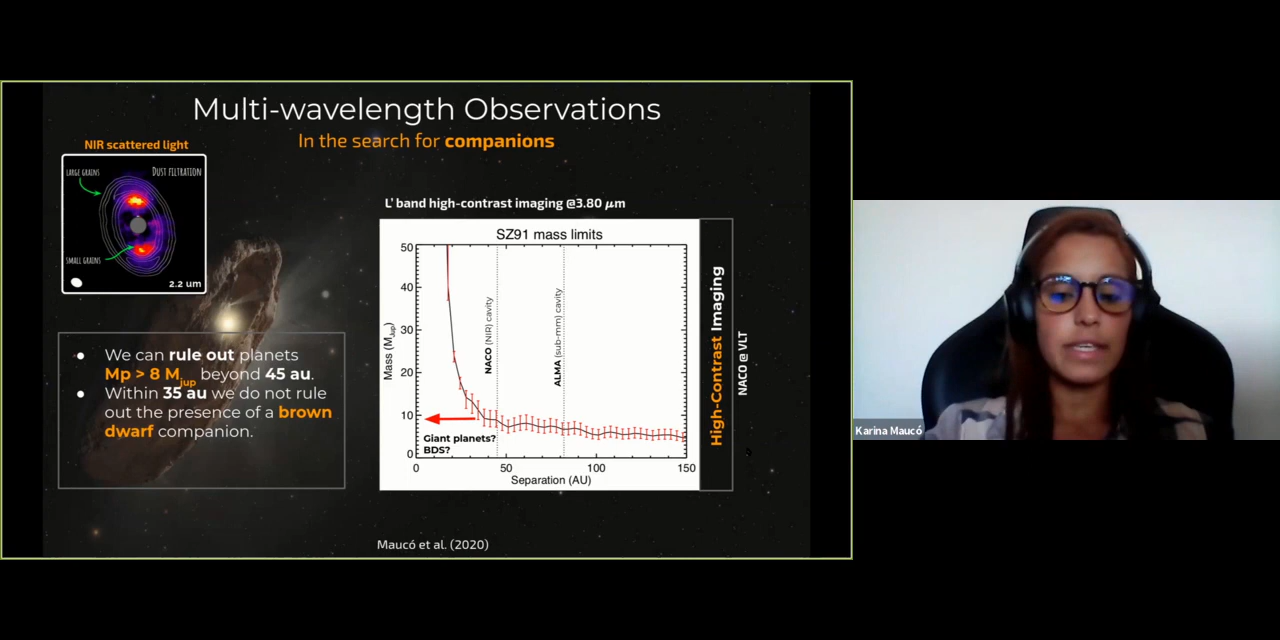 Multi-wavelength Observations
In the search for companions
NIR scattered light
LARGE GRAINS
DUST FILTRATION
SMALL GRAINS
2.2 um
● We can rule out planets
Mp > 8 Mjup beyond 45 au.
● Within 35 au we do not rule
out the presence of a brown
dwarf companion.
L' band high-contrast imaging @3.80 μm
SZ91 mass limits
50
40
30
20
10
0
Mass (MJup)
NACO (NIR) cavity
ALMA (sub-mm) cavity
Giant planets?
BDS?
0 50 100 150
Separation (AU)
High-Contrast Imaging
NACO @ VLT
Maucó et al. (2020)
Karina Maucó